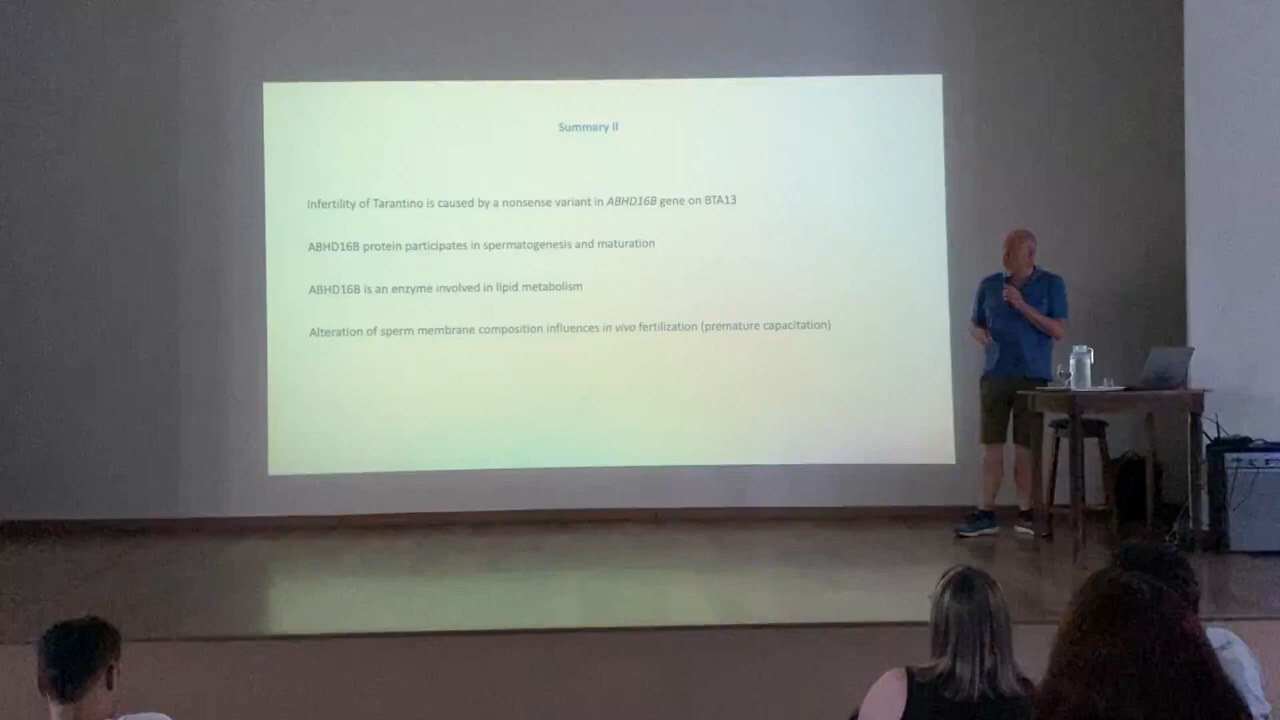 Summary II
Infertility of Tarantino is caused by a nonsense variant in ABHD16B gene on BTA13
ABHD16B protein participates in spermatogenesis and maturation
ABHD16B is an enzyme involved in lipid metabolism
Alteration of sperm membrane composition influences in vivo fertilization (premature capacitation)